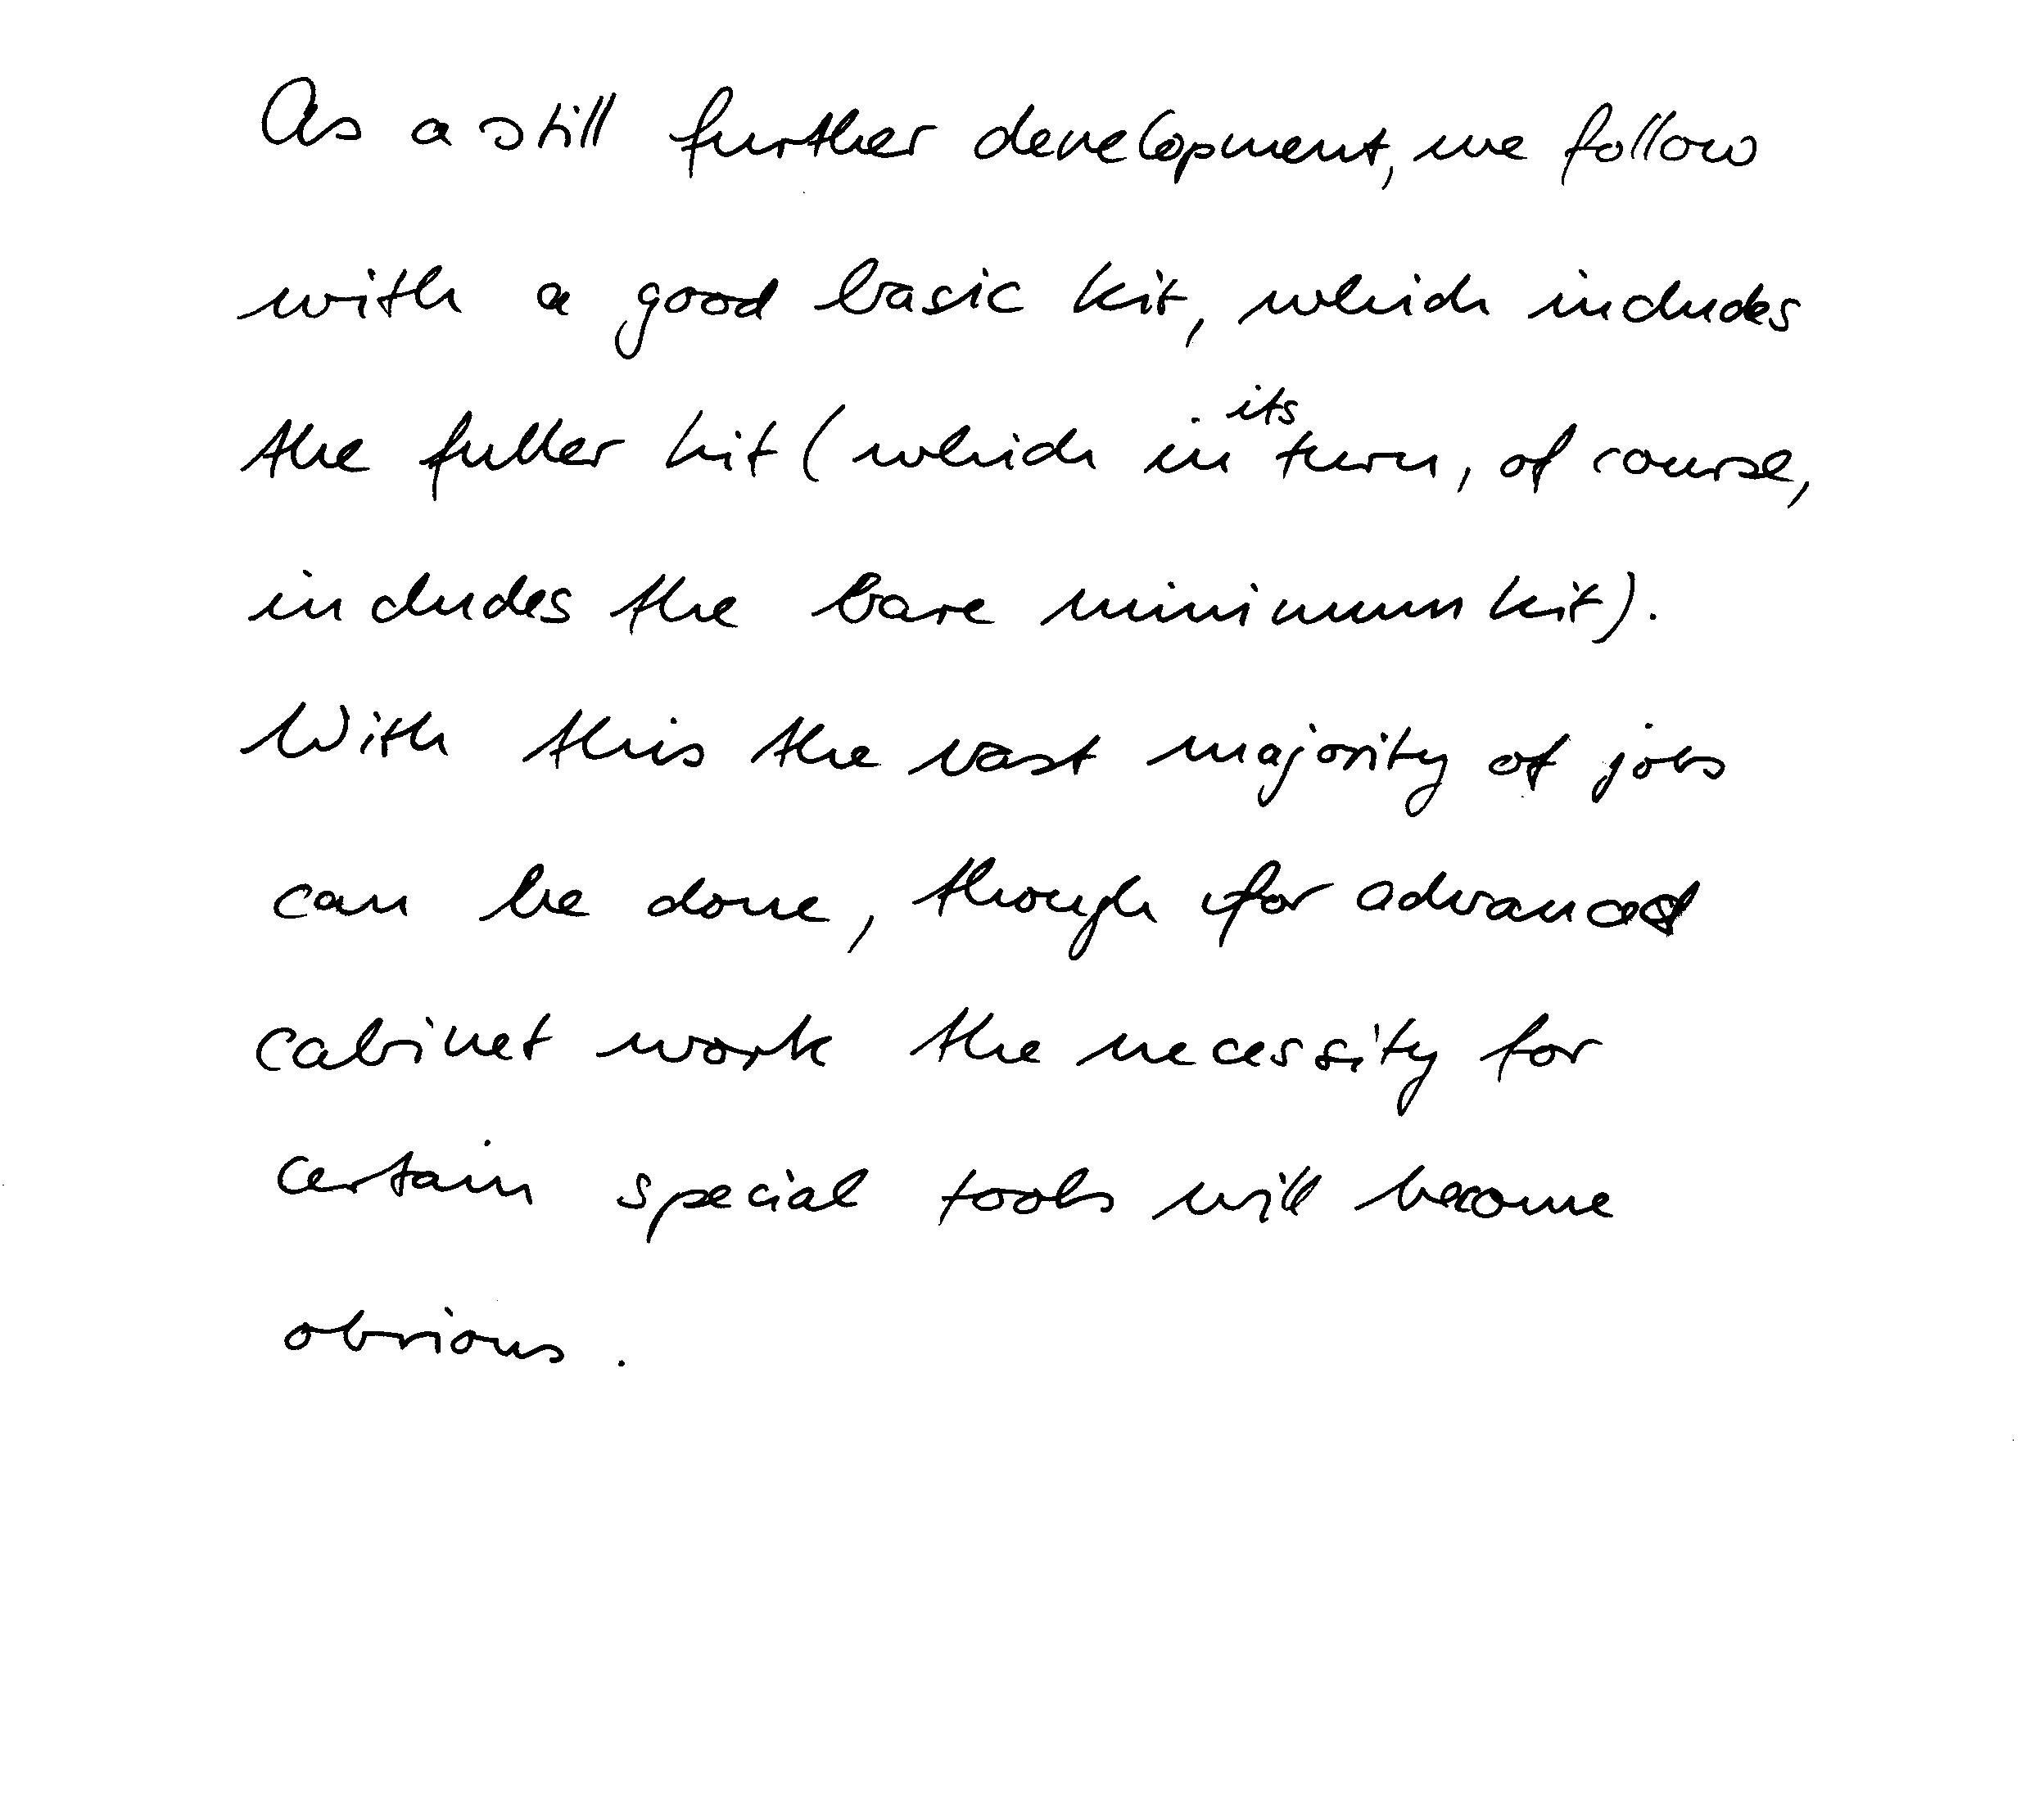 As a still further development, we follow
with a good basic kit, which includes
the fuller kit (which in its turn, of course,
includes the bare minimum kit).
With this the vast majority of jobs
can be done, though for advanced
cabinet work the necessity for
certain special tools will become
obvious.